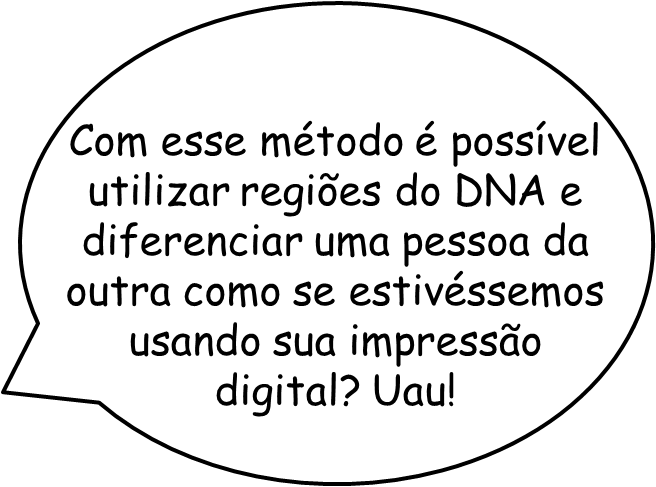 Com esse método é possível
utilizar regiões do DNA e
diferenciar uma pessoa da
outra como se estivéssemos
usando sua impressão
digital? Uau!